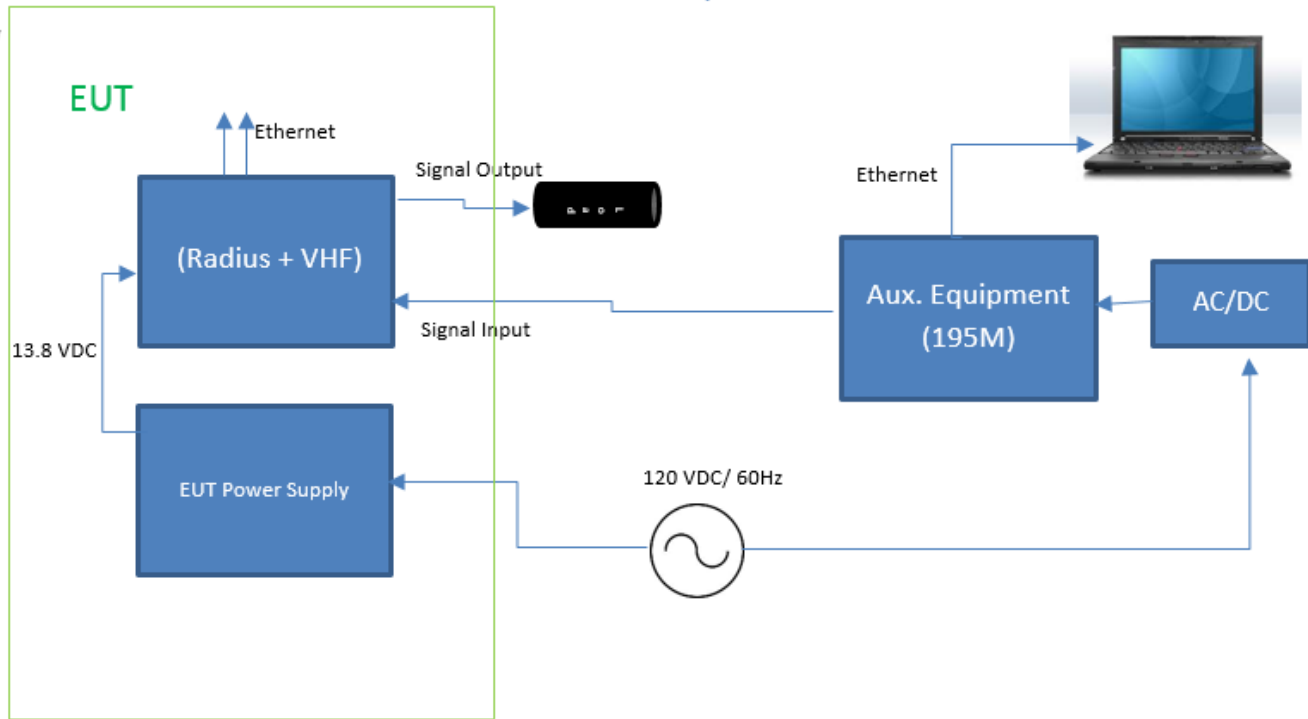 EUT
Ethernet
Signal Output
Ethernet
(Radius + VHF)
Aux. Equipment
(195M)
AC/DC
Signal Input
13.8 VDC
EUT Power Supply
120 VDC/ 60Hz